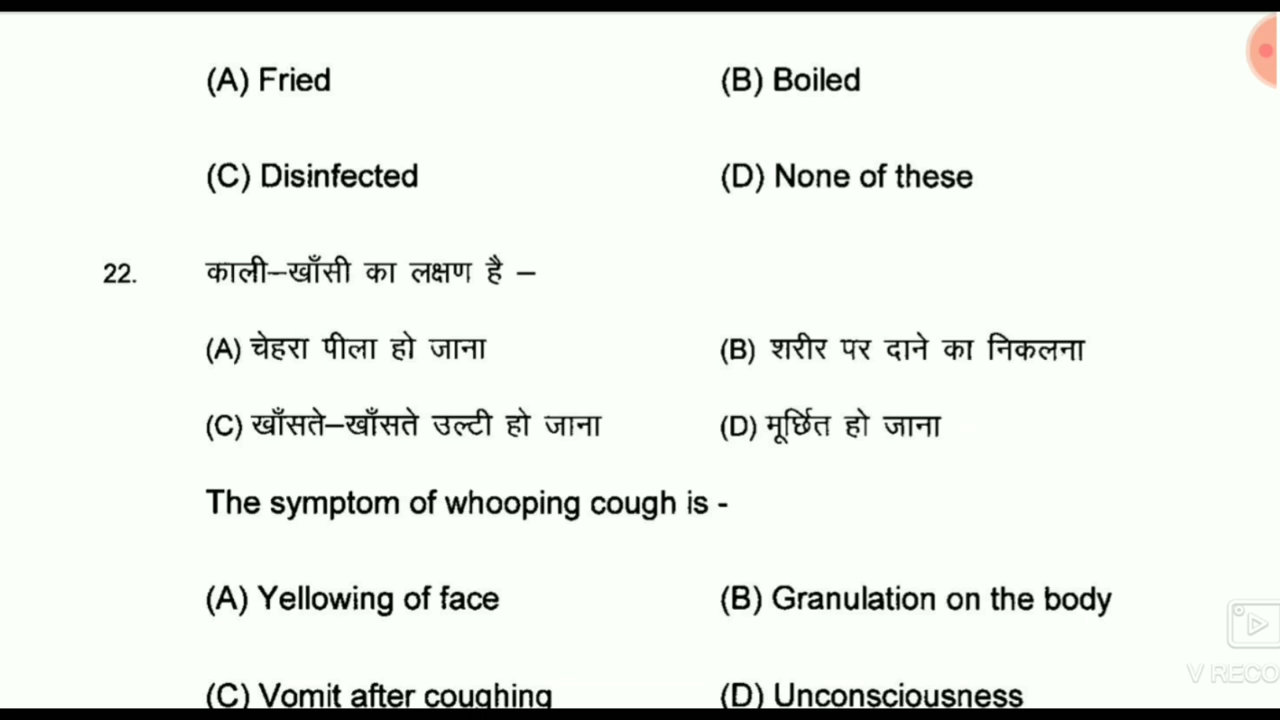 (A) Fried (B) Boiled
(C) Disinfected (D) None of these
22. काली–खाँसी का लक्षण है –
(A) चेहरा पीला हो जाना (B) शरीर पर दाने का निकलना
(C) खाँसते–खाँसते उल्टी हो जाना (D) मूर्छित हो जाना
The symptom of whooping cough is -
(A) Yellowing of face (B) Granulation on the body
(C) Vomit after coughing (D) Unconsciousness
V RECO